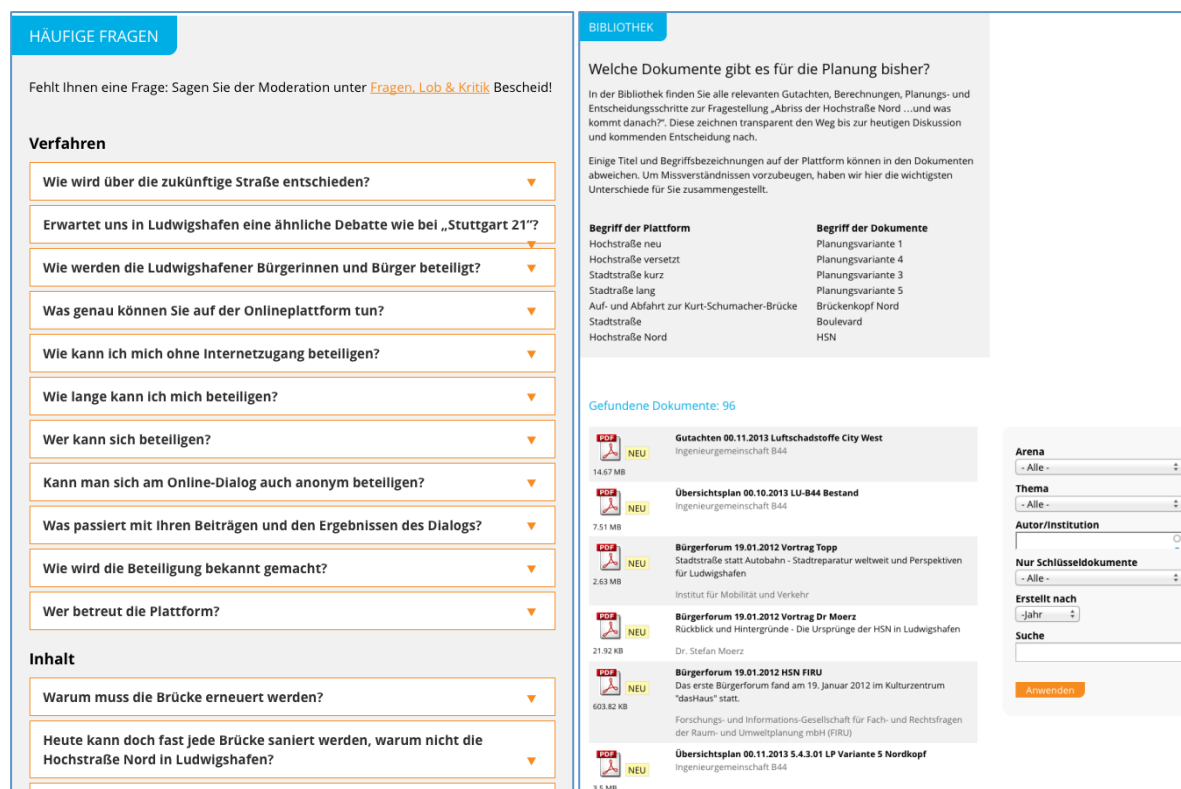 HÄUFIGE FRAGEN
Fehlt Ihnen eine Frage: Sagen Sie der Moderation unter Fragen, Lob & Kritik Bescheid!
Verfahren
Wie wird über die zukünftige Straße entschieden?
Erwartet uns in Ludwigshafen eine ähnliche Debatte wie bei „Stuttgart 21“?
Wie werden die Ludwigshafener Bürgerinnen und Bürger beteiligt?
Was genau können Sie auf der Onlineplattform tun?
Wie kann ich mich ohne Internetzugang beteiligen?
Wie lange kann ich mich beteiligen?
Wer kann sich beteiligen?
Kann man sich am Online-Dialog auch anonym beteiligen?
Was passiert mit Ihren Beiträgen und den Ergebnissen des Dialogs?
Wie wird die Beteiligung bekannt gemacht?
Wer betreut die Plattform?
Inhalt
Warum muss die Brücke erneuert werden?
Heute kann doch fast jede Brücke saniert werden, warum nicht die
Hochstraße Nord in Ludwigshafen?
BIBLIOTHEK
Welche Dokumente gibt es für die Planung bisher?
In der Bibliothek finden Sie alle relevanten Gutachten, Berechnungen, Planungs- und
Entscheidungsschritte zur Fragestellung „Abriss der Hochstraße Nord ...und was
kommt danach?“. Diese zeichnen transparent den Weg bis zur heutigen Diskussion
und kommenden Entscheidung nach.
Einige Titel und Begriffsbezeichnungen auf der Plattform können in den Dokumenten
abweichen. Um Missverständnissen vorzubeugen, haben wir hier die wichtigsten
Unterschiede für Sie zusammengestellt.
Begriff der Plattform Begriff der Dokumente
Hochstraße neu Planungsvariante 1
Hochstraße versetzt Planungsvariante 4
Stadtstraße kurz Planungsvariante 3
Stadtraße lang Planungsvariante 5
Auf- und Abfahrt zur Kurt-Schumacher-Brücke Brückenkopf Nord
Stadtstraße Boulevard
Hochstraße Nord HSN
Gefundene Dokumente: 96
PDF NEU Gutachten 00.11.2013 Luftschadstoffe City West
Ingenieurgemeinschaft B44
14.67 MB
PDF NEU Übersichtsplan 00.10.2013 LU-B44 Bestand
Ingenieurgemeinschaft B44
7.51 MB
PDF NEU Bürgerforum 19.01.2012 Vortrag Topp
Stadtstraße statt Autobahn - Stadtreparatur weltweit und Perspektiven
für Ludwigshafen
2.63 MB
Institut für Mobilität und Verkehr
PDF NEU Bürgerforum 19.01.2012 Vortrag Dr Moerz
Rückblick und Hintergründe - Die Ursprünge der HSN in Ludwigshafen
21.92 KB Dr. Stefan Moerz
PDF NEU Bürgerforum 19.01.2012 HSN FIRU
Das erste Bürgerforum fand am 19. Januar 2012 im Kulturzentrum
"dasHaus" statt.
603.82 KB
Forschungs- und Informations-Gesellschaft für Fach- und Rechtsfragen
der Raum- und Umweltplanung mbH (FIRU)
PDF NEU Übersichtsplan 00.11.2013 5.4.3.01 LP Variante 5 Nordkopf
Ingenieurgemeinschaft B44
3.5 MB
Arena
- Alle -
Thema
- Alle -
Autor/Institution
Nur Schlüsseldokumente
- Alle -
Erstellt nach
-Jahr
Suche
Anwenden